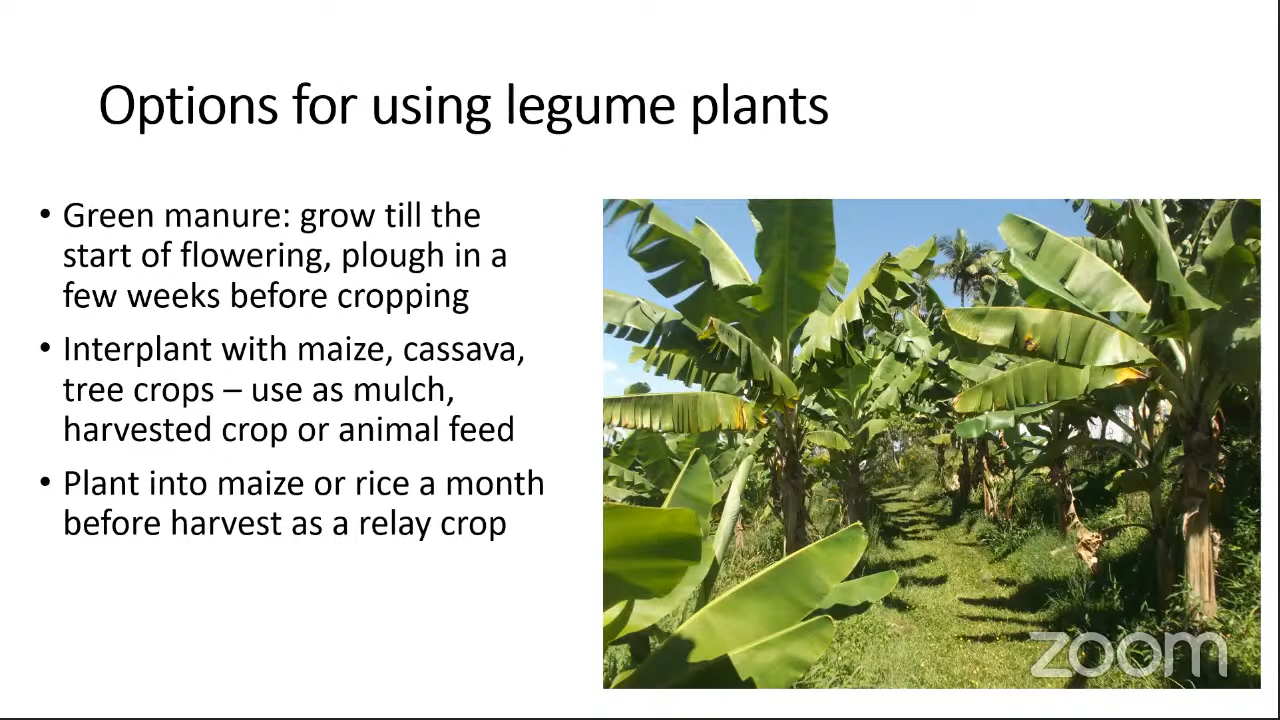 Options for using legume plants
• Green manure: grow till the
start of flowering, plough in a
few weeks before cropping
• Interplant with maize, cassava,
tree crops – use as mulch,
harvested crop or animal feed
• Plant into maize or rice a month
before harvest as a relay crop
zoom